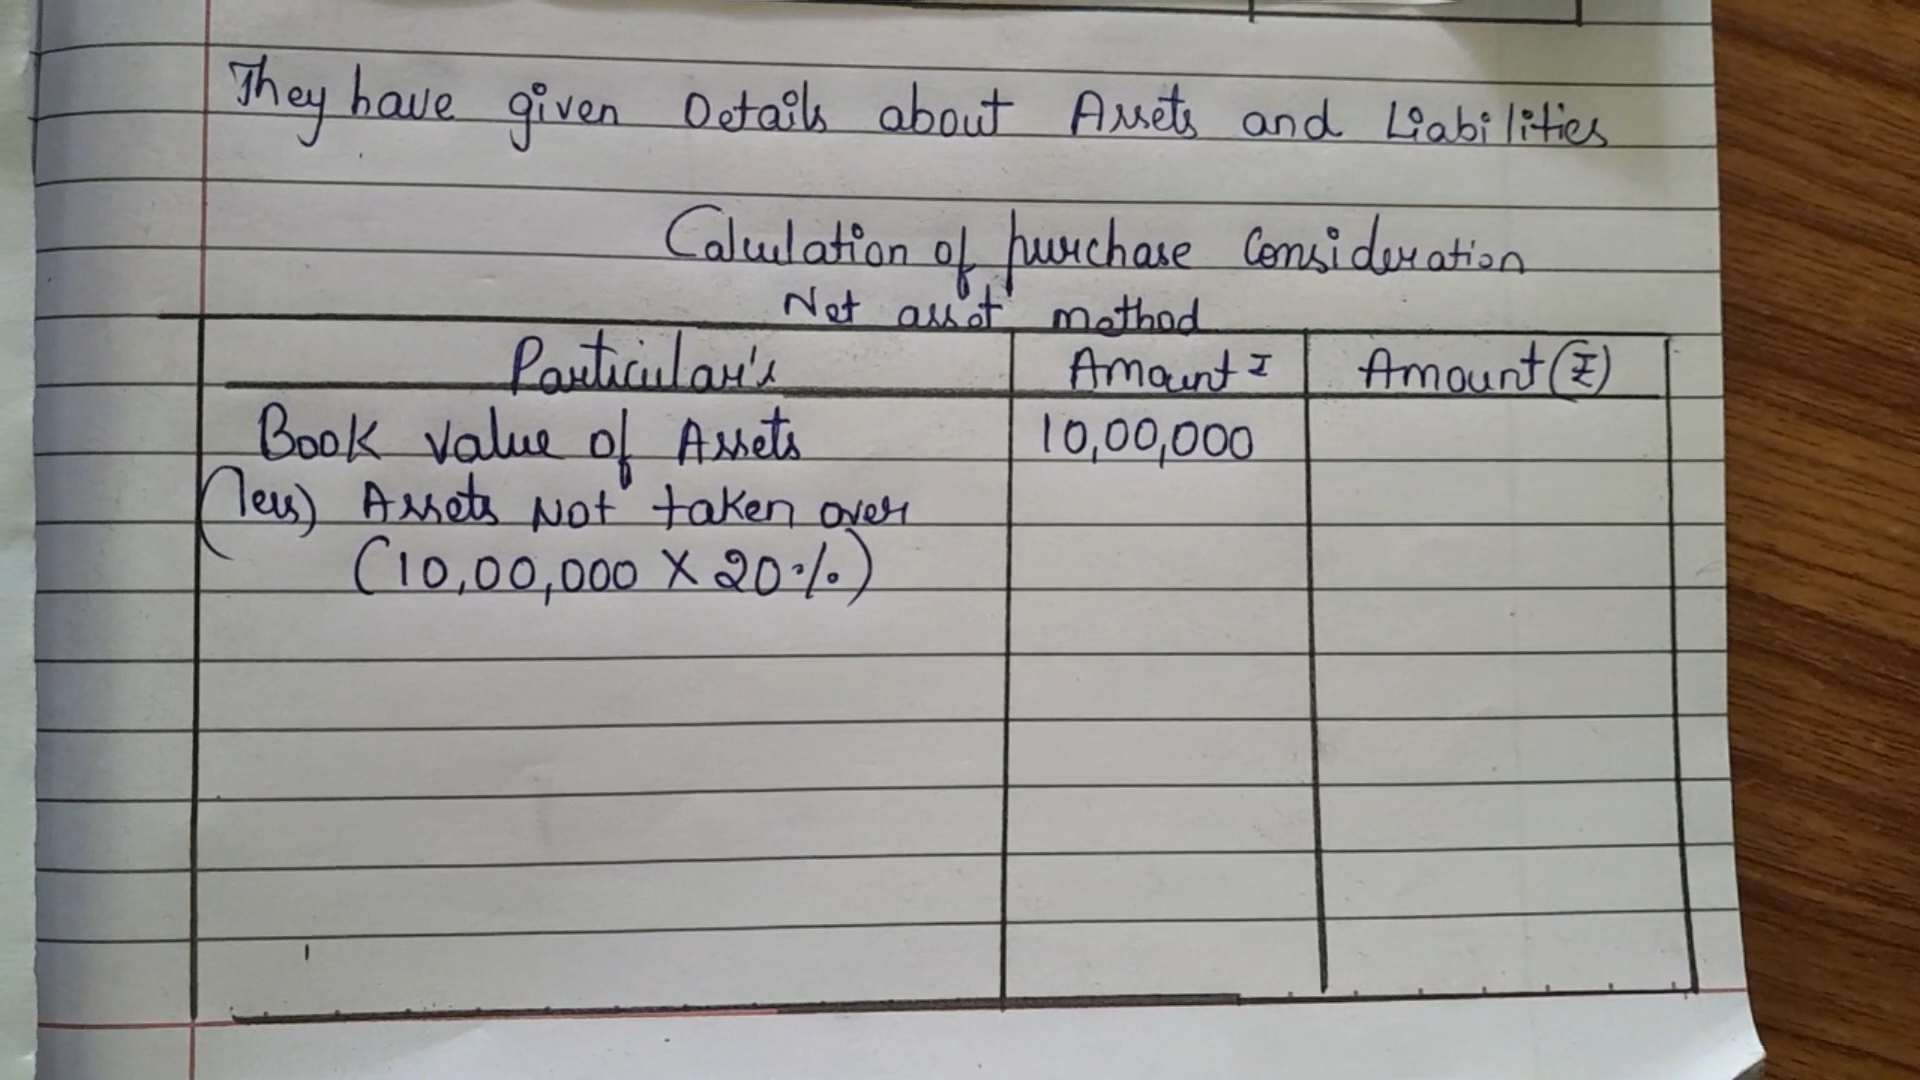 They have given Details about Assets and Liabilities
Calculation of purchase Consideration
Net asset method
Particular's Amount ₹ Amount (₹)
Book value of Assets 10,00,000
(less) Assets Not taken over
(10,00,000 X 20%)